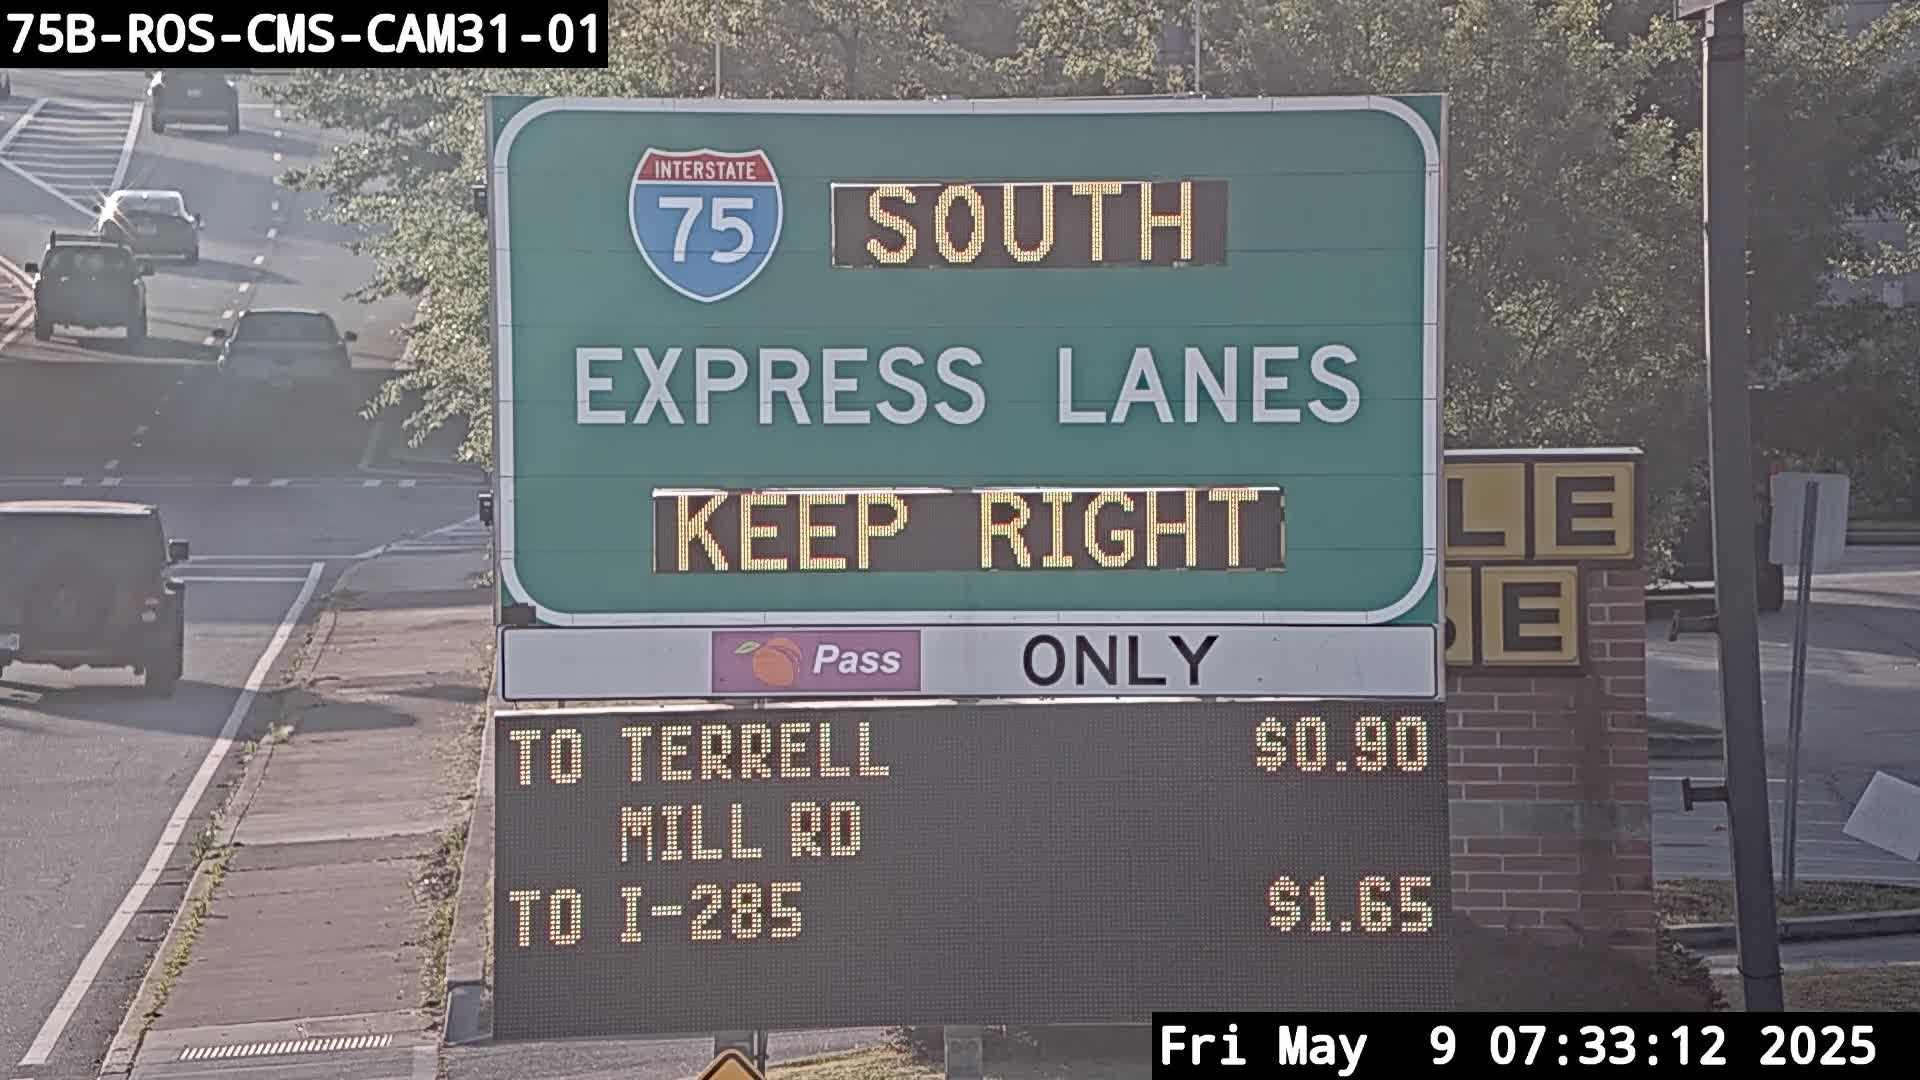 75B-ROS-CMS-CAM31-01
INTERSTATE
75
SOUTH
EXPRESS LANES
KEEP RIGHT
Pass ONLY
TO TERRELL $0.90
MILL RD
TO I-285 $1.65
LE
E
Fri May 9 07:33:12 2025